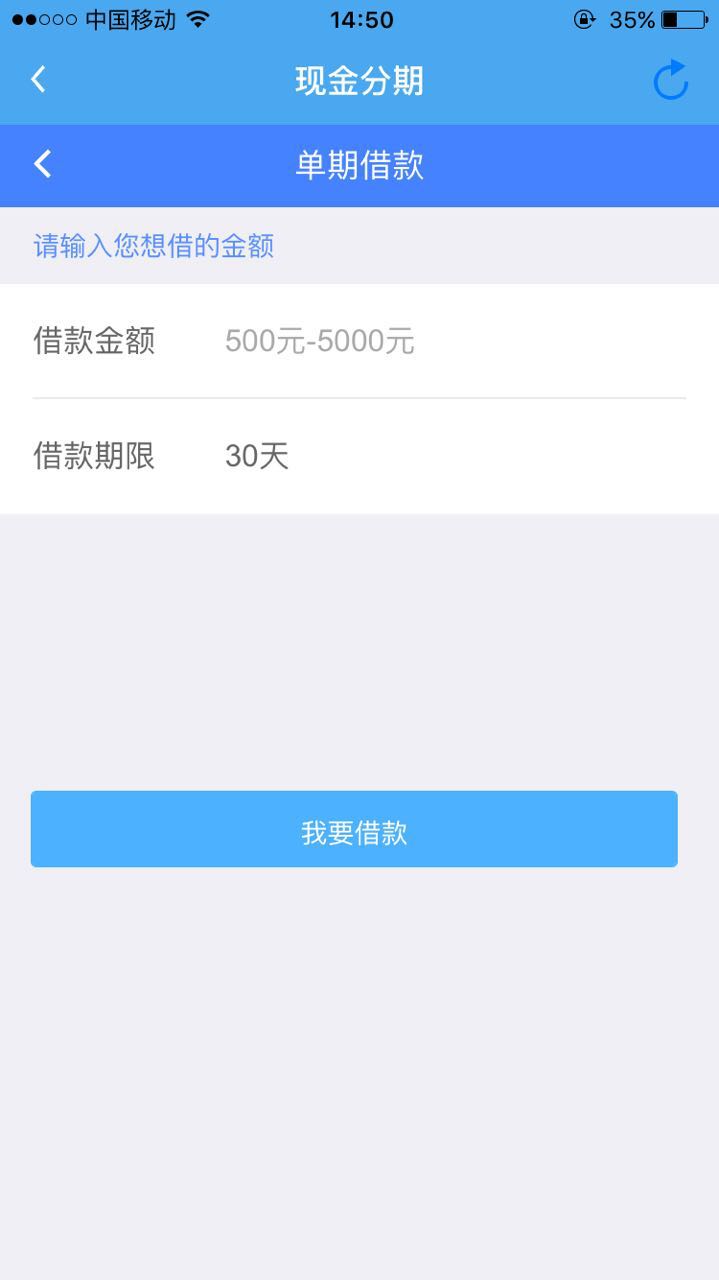 中国移动 14:50 35%
现金分期
单期借款
请输入您想借的金额
借款金额 500元-5000元
借款期限 30天
我要借款